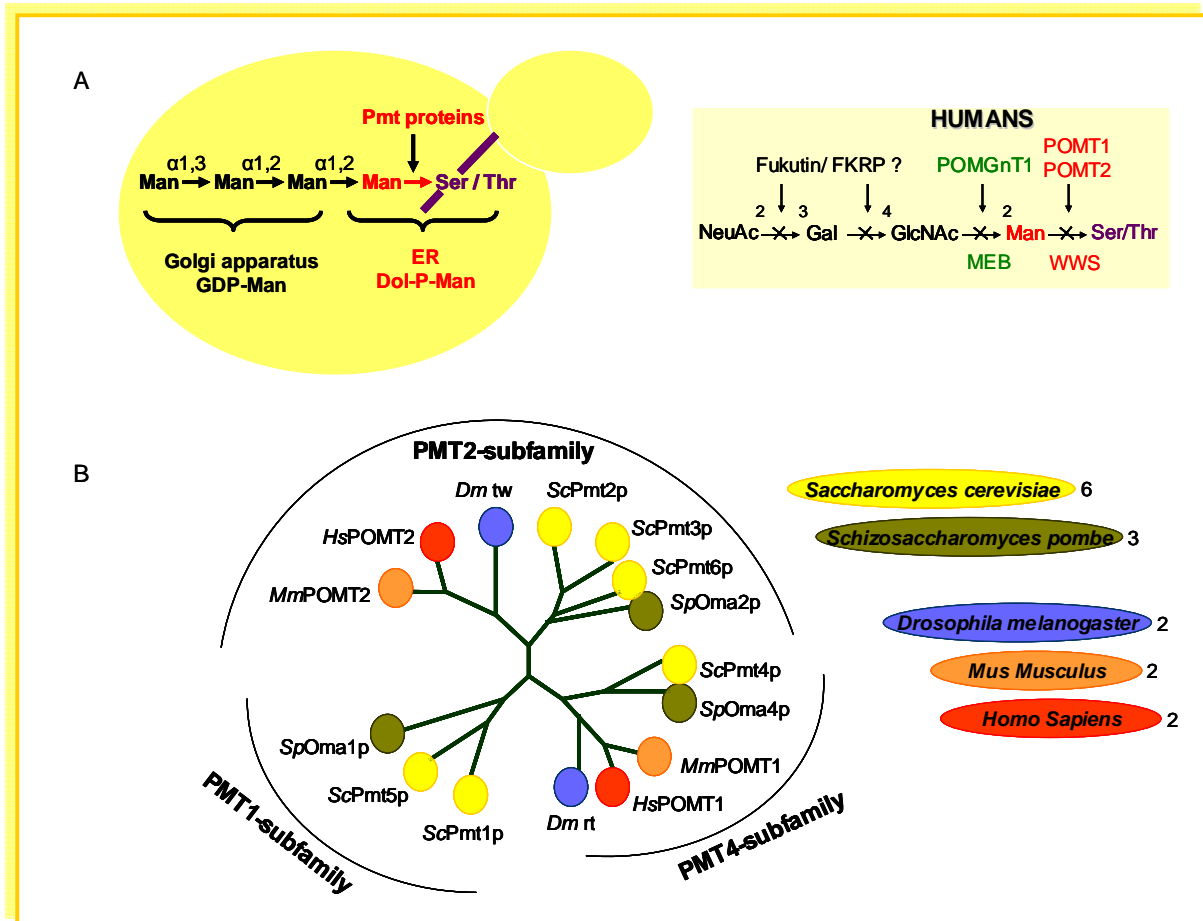 A
Pmt proteins
α1,3 α1,2 α1,2
Man Man Man Man Ser / Thr
Golgi apparatus
GDP-Man
ER
Dol-P-Man
HUMANS
POMT1
Fukutin/ FKRP ? POMGnT1 POMT2
2 3 4 2
NeuAc Gal GlcNAc Man Ser/Thr
MEB WWS
B
PMT2-subfamily
Dm tw
ScPmt2p
HsPOMT2
ScPmt3p
ScPmt6p
MmPOMT2
SpOma2p
ScPmt4p
SpOma4p
SpOma1p
MmPOMT1
ScPmt5p
HsPOMT1
ScPmt1p
Dm rt
PMT1-subfamily
PMT4-subfamily
Saccharomyces cerevisiae 6
Schizosaccharomyces pombe 3
Drosophila melanogaster 2
Mus Musculus 2
Homo Sapiens 2